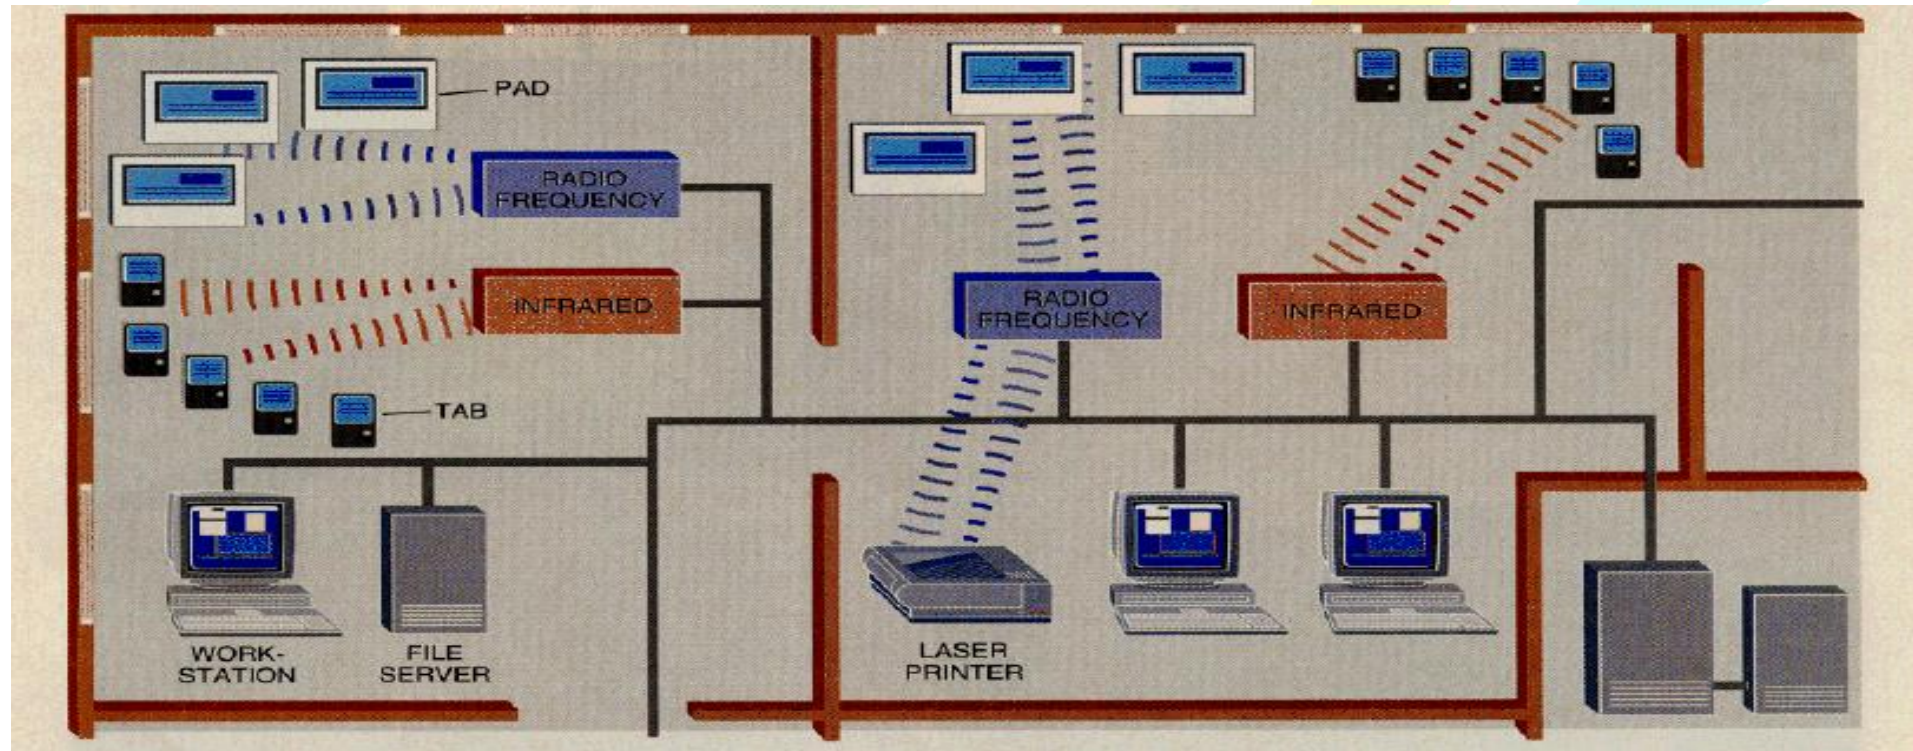 PAD
RADIO
FREQUENCY
INFRARED
TAB
WORK-
STATION
FILE
SERVER
RADIO
FREQUENCY
INFRARED
LASER
PRINTER